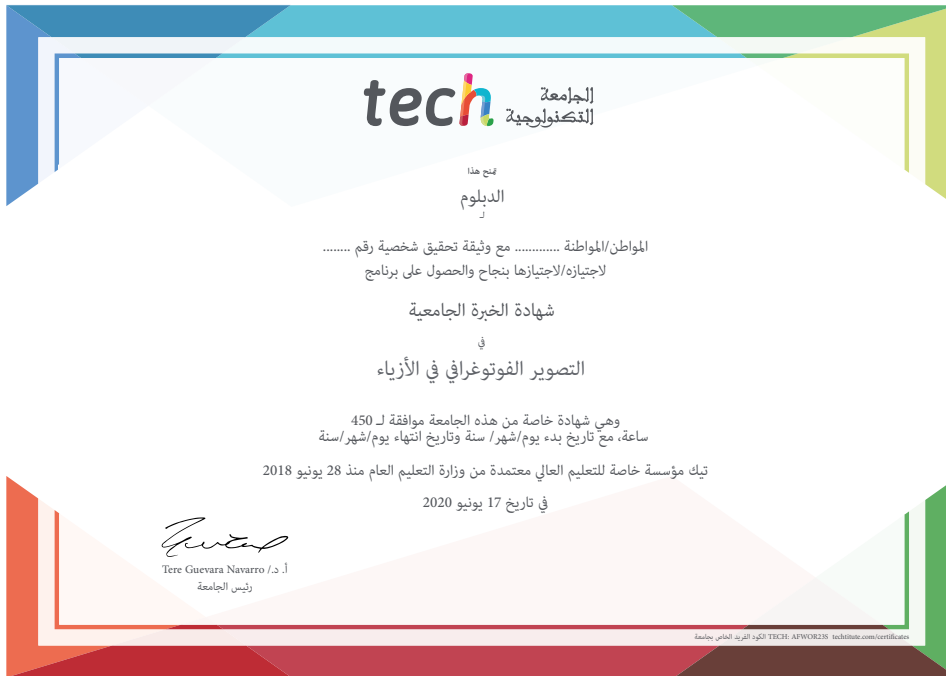 tech الجامعة
التكنولوجية
يمنح هذا
الدبلوم
لـ
المواطن/المواطنة ............. مع وثيقة تحقيق شخصية رقم ........
لاجتيازه/لاجتيازها بنجاح والحصول على برنامج
شهادة الخبرة الجامعية
في
التصوير الفوتوغرافي في الأزياء
وهي شهادة خاصة من هذه الجامعة موافقة لـ 450
ساعة، مع تاريخ بدء يوم/شهر/ سنة وتاريخ انتهاء يوم/شهر/سنة
تيك مؤسسة خاصة للتعليم العالي معتمدة من وزارة التعليم العام منذ 28 يونيو 2018
في تاريخ 17 يونيو 2020
أ. د./ Tere Guevara Navarro
رئيس الجامعة
الكود الفريد الخاص بجامعة TECH: AFWOR23S techtitute.com/certificates